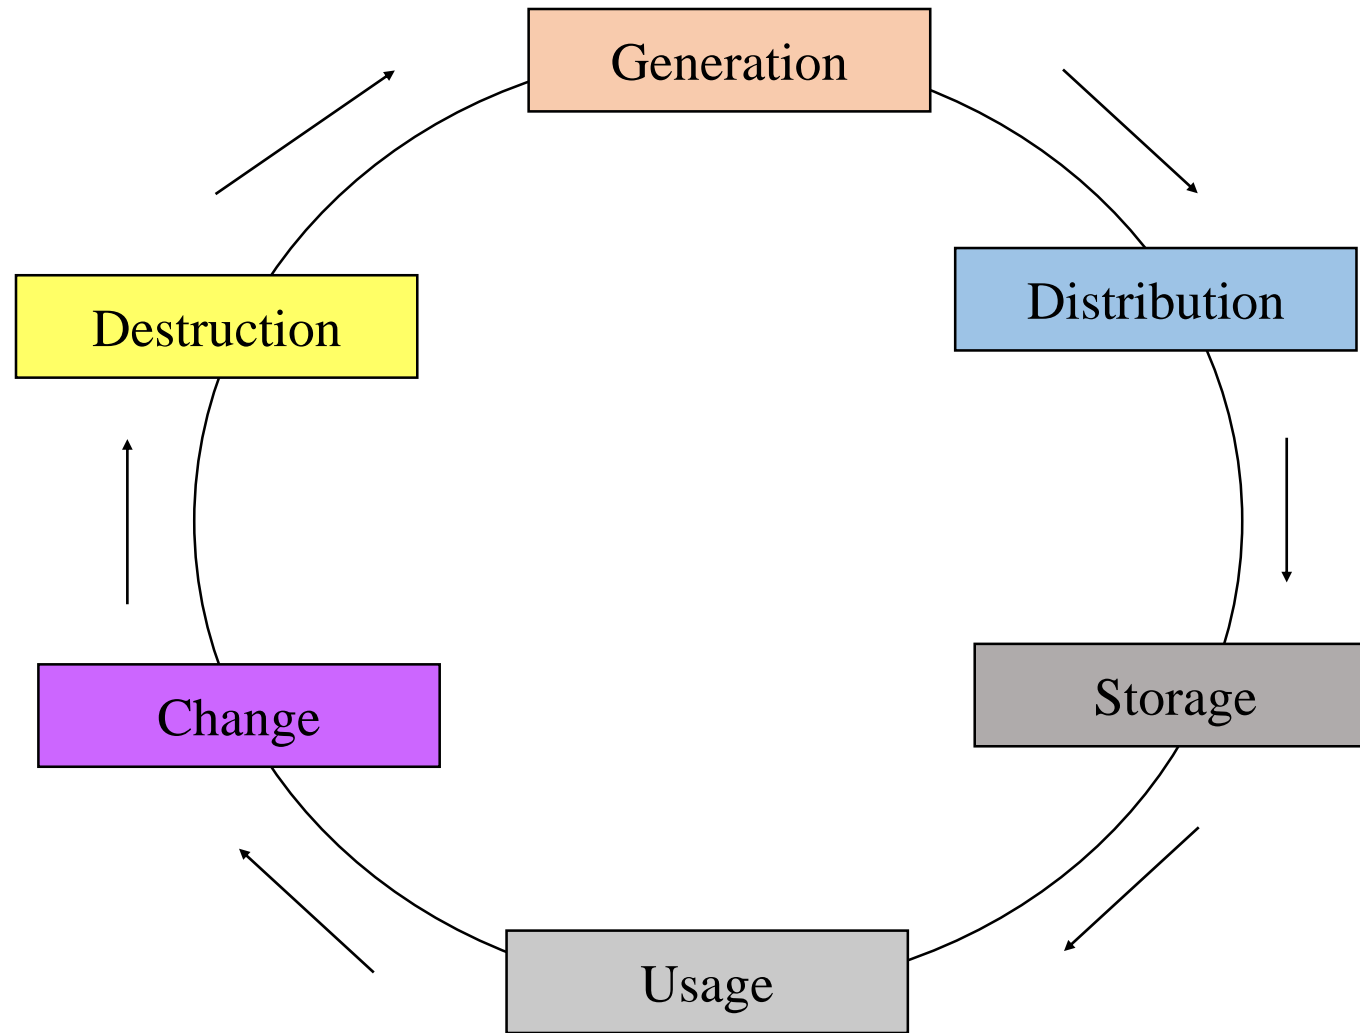 Generation
Distribution
Storage
Usage
Change
Destruction